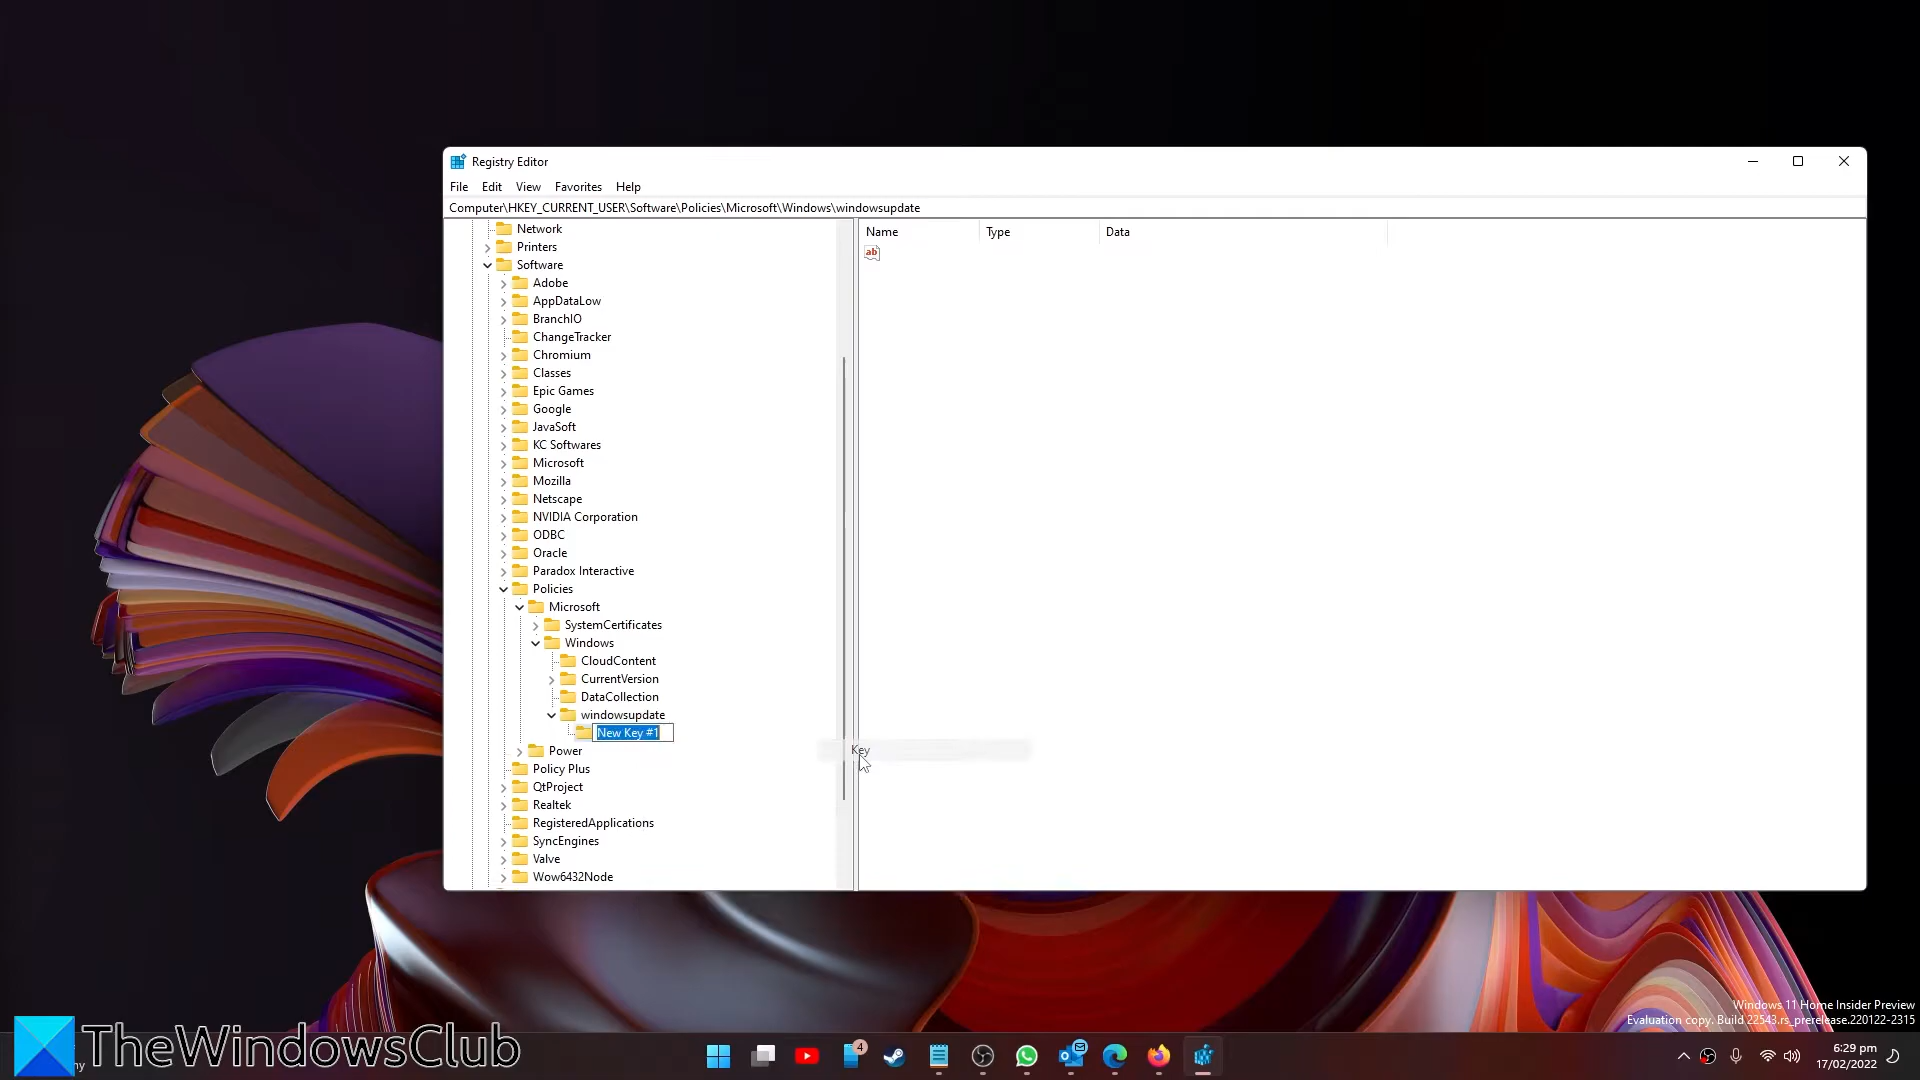 Registry Editor
File Edit View Favorites Help
Computer\HKEY_CURRENT_USER\Software\Policies\Microsoft\Windows\windowsupdate
Name Type Data
Network
Printers
Software
Adobe
AppDataLow
BranchIO
ChangeTracker
Chromium
Classes
Epic Games
Google
JavaSoft
KC Softwares
Microsoft
Mozilla
Netscape
NVIDIA Corporation
ODBC
Oracle
Paradox Interactive
Policies
Microsoft
SystemCertificates
Windows
CloudContent
CurrentVersion
DataCollection
windowsupdate
New Key #1
Power
Policy Plus
QtProject
Realtek
RegisteredApplications
SyncEngines
Valve
Wow6432Node
ab
Key
Windows 11 Home Insider Preview
Evaluation copy. Build 22543.rs_prerelease.220122-2315
TheWindowsClub
4
6:29 pm
17/02/2022